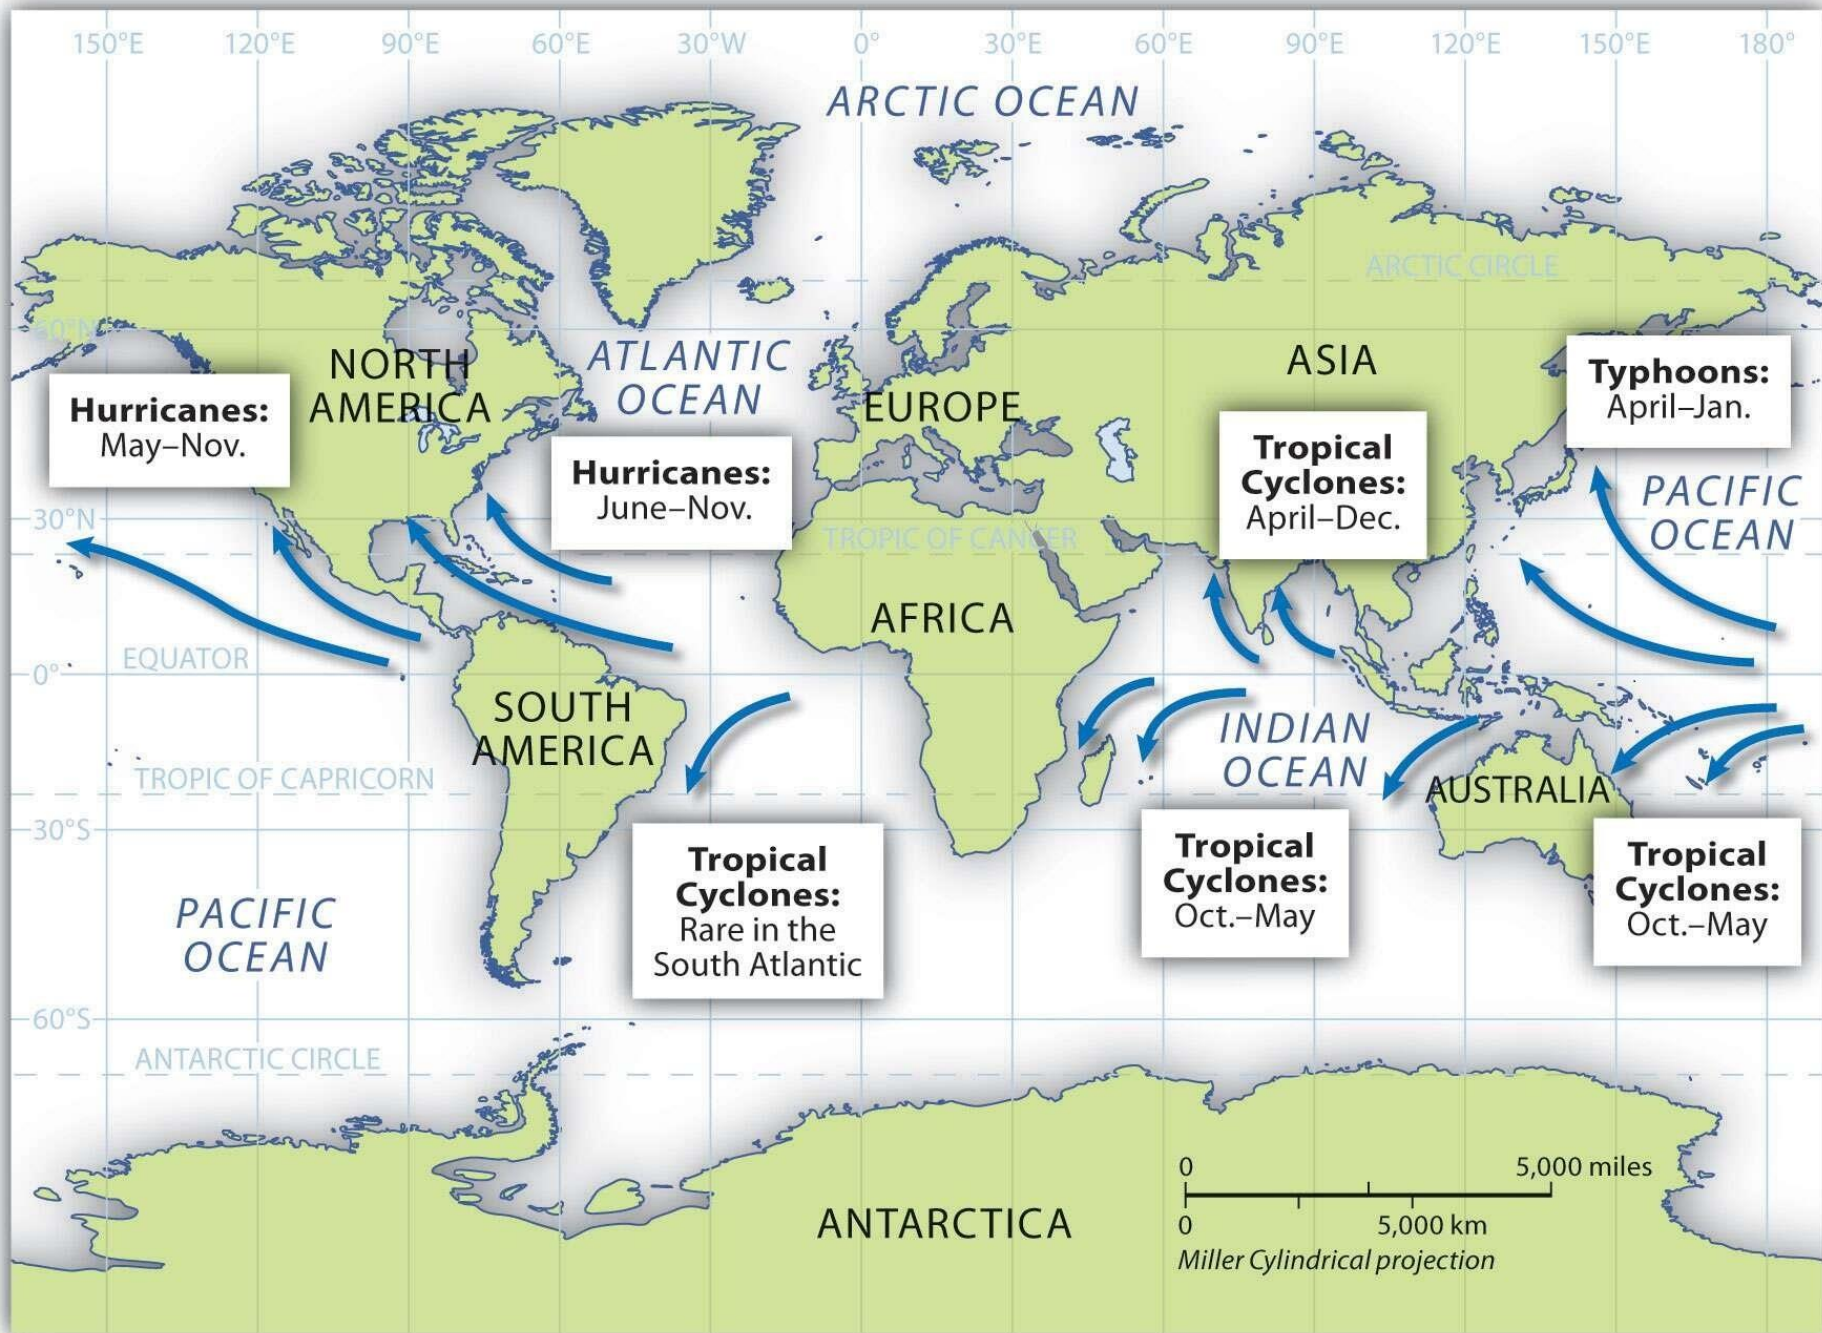 150°E 120°E 90°E 60°E 30°W 0° 30°E 60°E 90°E 120°E 150°E 180°
ARCTIC OCEAN
ARCTIC CIRCLE
60°N
NORTH
AMERICA
ATLANTIC
OCEAN
EUROPE
ASIA
Typhoons:
April–Jan.
Hurricanes:
May–Nov.
Hurricanes:
June–Nov.
Tropical
Cyclones:
April–Dec.
PACIFIC
OCEAN
30°N
TROPIC OF CANCER
AFRICA
EQUATOR
0°
SOUTH
AMERICA
INDIAN
OCEAN
TROPIC OF CAPRICORN
AUSTRALIA
30°S
Tropical
Cyclones:
Rare in the
South Atlantic
Tropical
Cyclones:
Oct.–May
Tropical
Cyclones:
Oct.–May
PACIFIC
OCEAN
60°S
ANTARCTIC CIRCLE
ANTARCTICA
0 5,000 miles
0 5,000 km
Miller Cylindrical projection